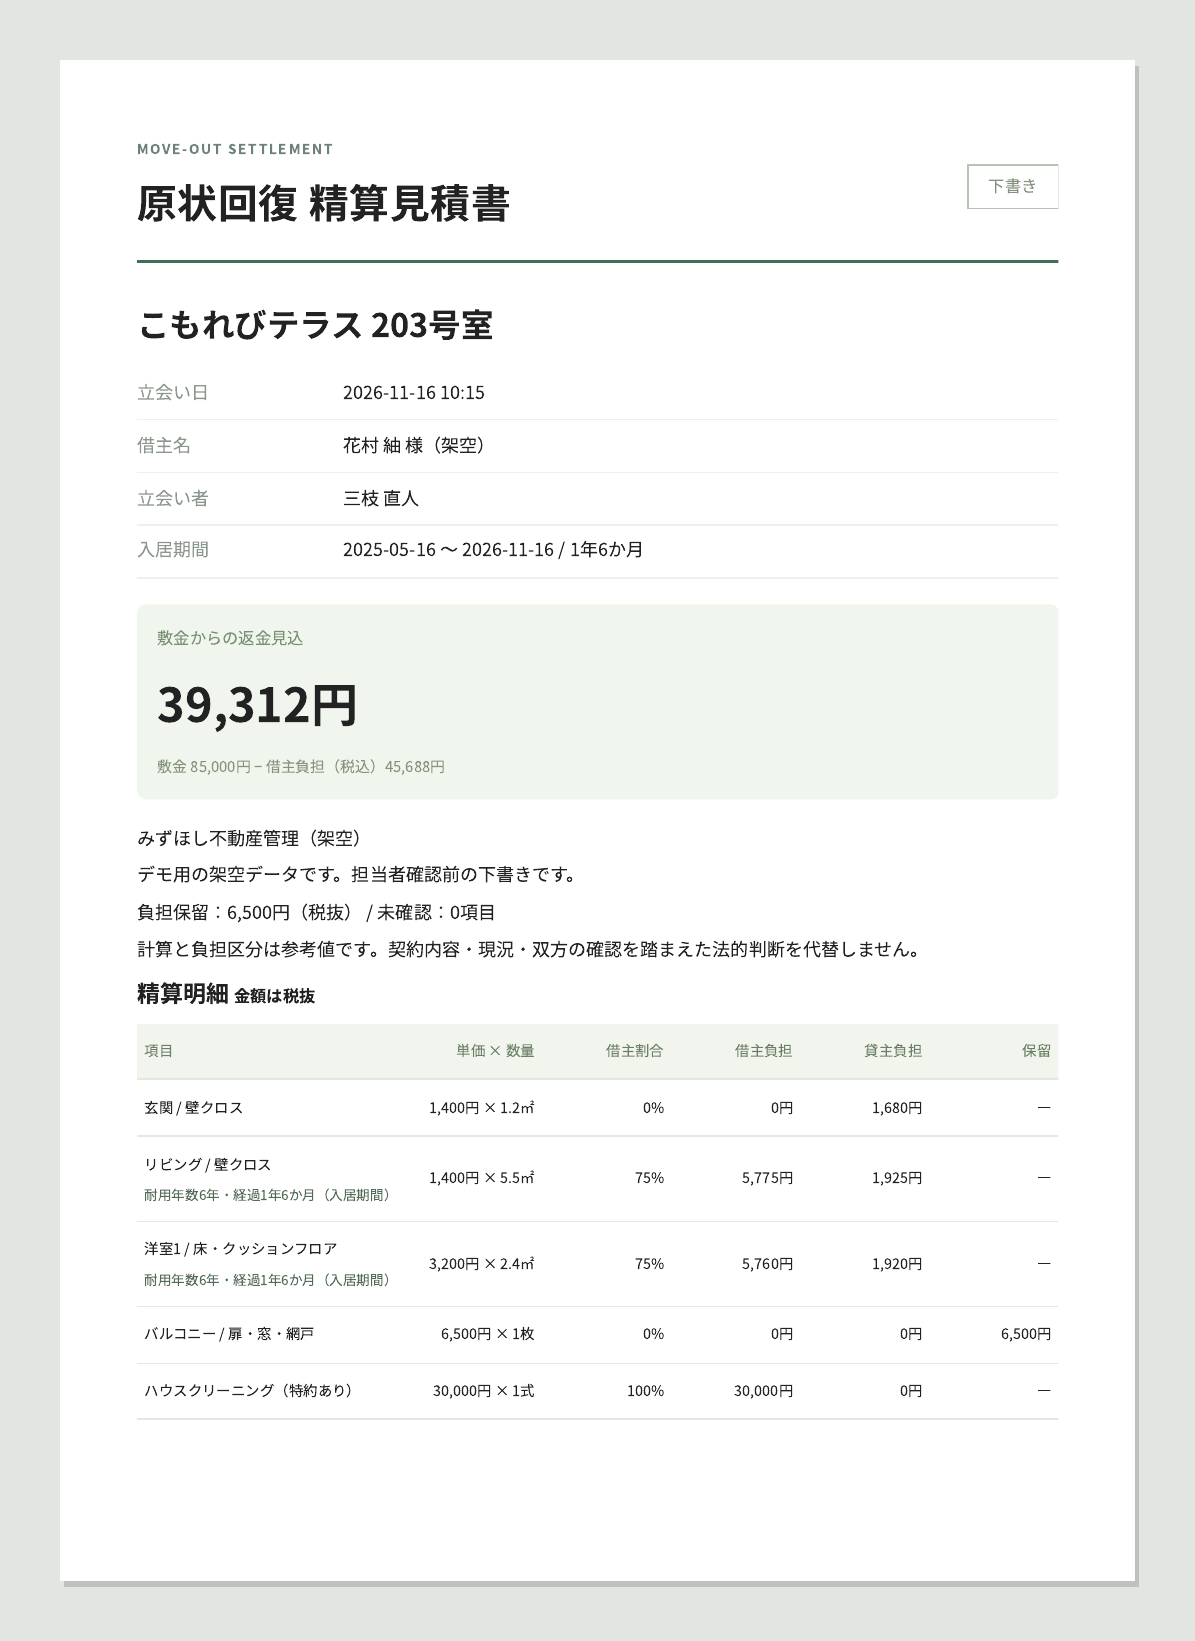 MOVE-OUT SETTLEMENT
原状回復 精算見積書
下書き
こもれびテラス 203号室
立会い日 2026-11-16 10:15
借主名 花村 紬 様（架空）
立会い者 三枝 直人
入居期間 2025-05-16 〜 2026-11-16 / 1年6か月
敷金からの返金見込
39,312円
敷金 85,000円 − 借主負担（税込）45,688円
みずほし不動産管理（架空）
デモ用の架空データです。担当者確認前の下書きです。
負担保留：6,500円（税抜） / 未確認：0項目
計算と負担区分は参考値です。契約内容・現況・双方の確認を踏まえた法的判断を代替しません。
精算明細 金額は税抜
項目 単価 × 数量 借主割合 借主負担 貸主負担 保留
玄関 / 壁クロス 1,400円 × 1.2㎡ 0% 0円 1,680円 —
リビング / 壁クロス 1,400円 × 5.5㎡ 75% 5,775円 1,925円 —
耐用年数6年・経過1年6か月（入居期間）
洋室1 / 床・クッションフロア 3,200円 × 2.4㎡ 75% 5,760円 1,920円 —
耐用年数6年・経過1年6か月（入居期間）
バルコニー / 扉・窓・網戸 6,500円 × 1枚 0% 0円 0円 6,500円
ハウスクリーニング（特約あり） 30,000円 × 1式 100% 30,000円 0円 —